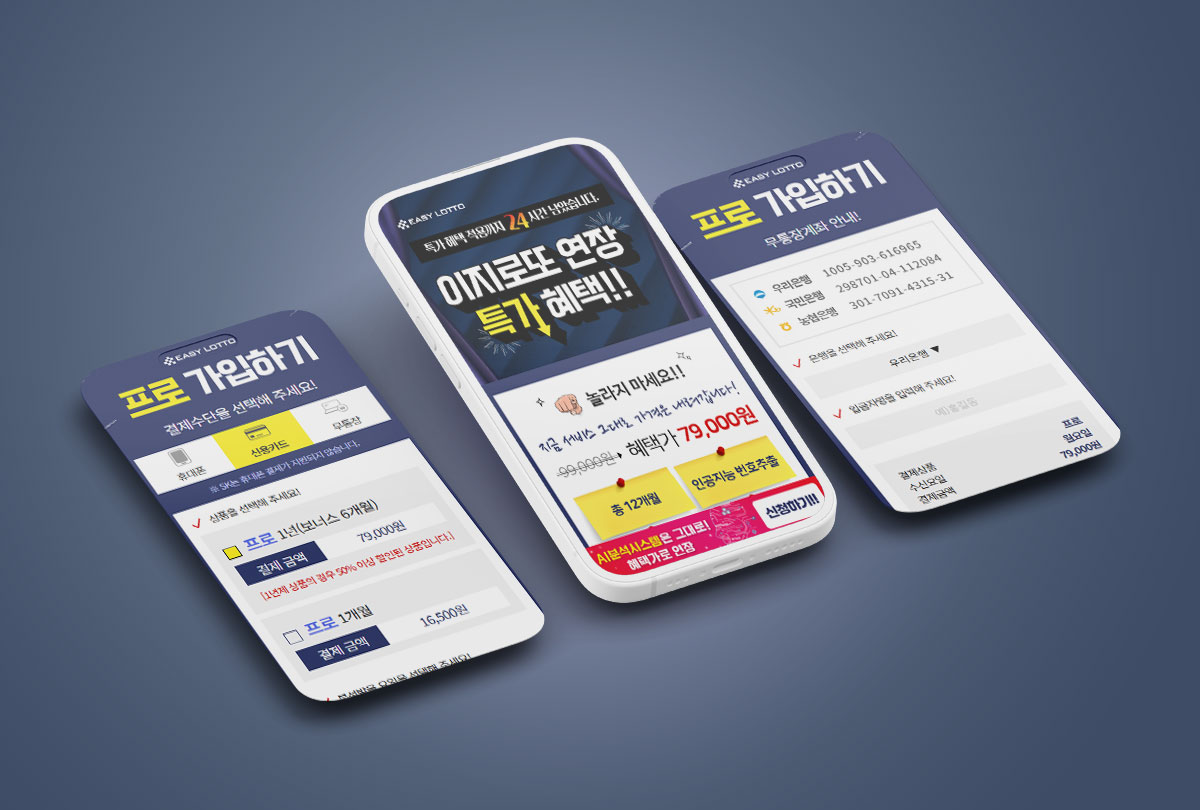 EASY LOTTO
프로 가입하기
결제수단을 선택해 주세요!
휴대폰
신용카드
무통장
※ SK는 휴대폰 결제가 지원되지 않습니다.
상품을 선택해 주세요!
프로 1년(보너스 6개월)
결제 금액 79,000원
[1년제 상품의 경우 50% 이상 할인된 상품입니다.]
프로 1개월
결제 금액 16,500원
분석받을 요일을 선택해 주세요!
EASY LOTTO
특가 혜택 적용까지 24시간 남았습니다.
이지로또 연장
특가 혜택!!
놀라지 마세요!!
지금 서비스 그대로, 가격은 내려갑니다!
99,000원 혜택가 79,000원
총 12개월
인공지능 번호추출
AI분석시스템은 그대로!
혜택가로 연장
신청하기!!
EASY LOTTO
프로 가입하기
무통장계좌 안내!
우리은행 1005-903-616965
국민은행 298701-04-112084
농협은행 301-7091-4315-31
은행을 선택해 주세요!
우리은행 ▼
입금자명을 입력해 주세요!
예)홍길동
결제상품 프로
수신요일 월요일
결제금액 79,000원